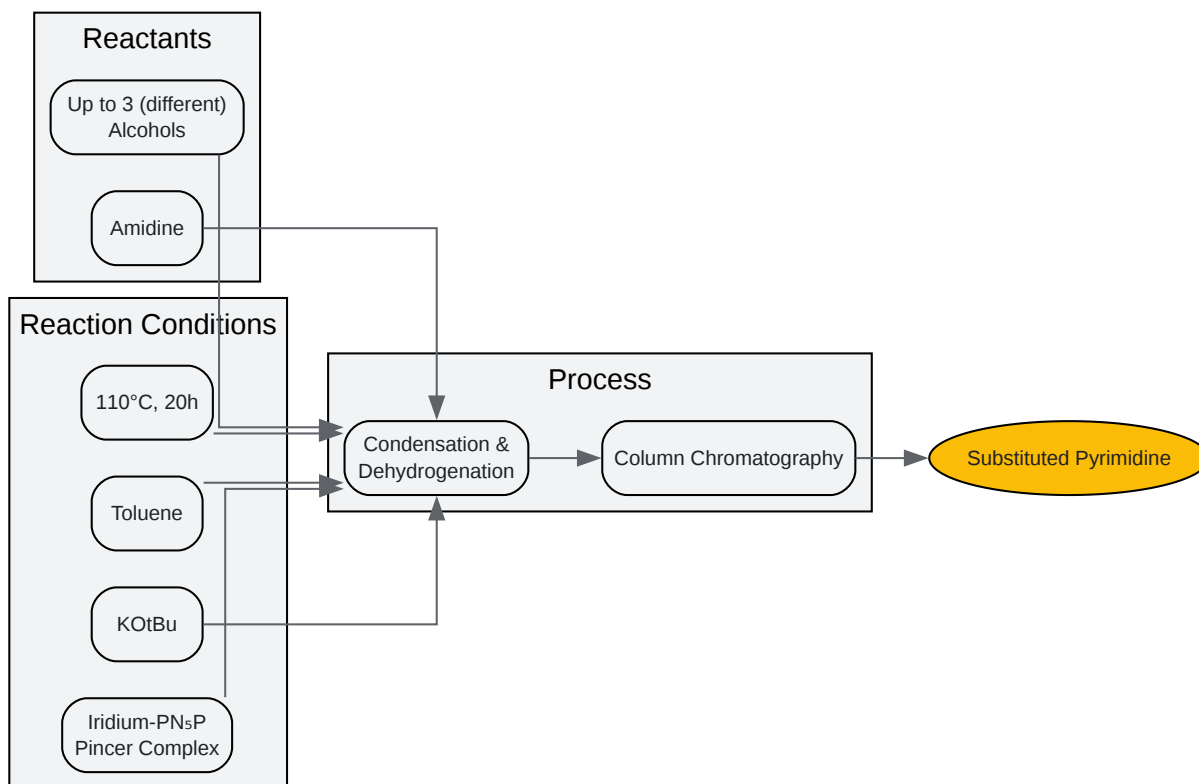 Reactants
Up to 3 (different)
Alcohols
Amidine
Reaction Conditions
110°C, 20h
Toluene
KOtBu
Iridium-PN₅P
Pincer Complex
Process
Condensation &
Dehydrogenation
Column Chromatography
Substituted Pyrimidine